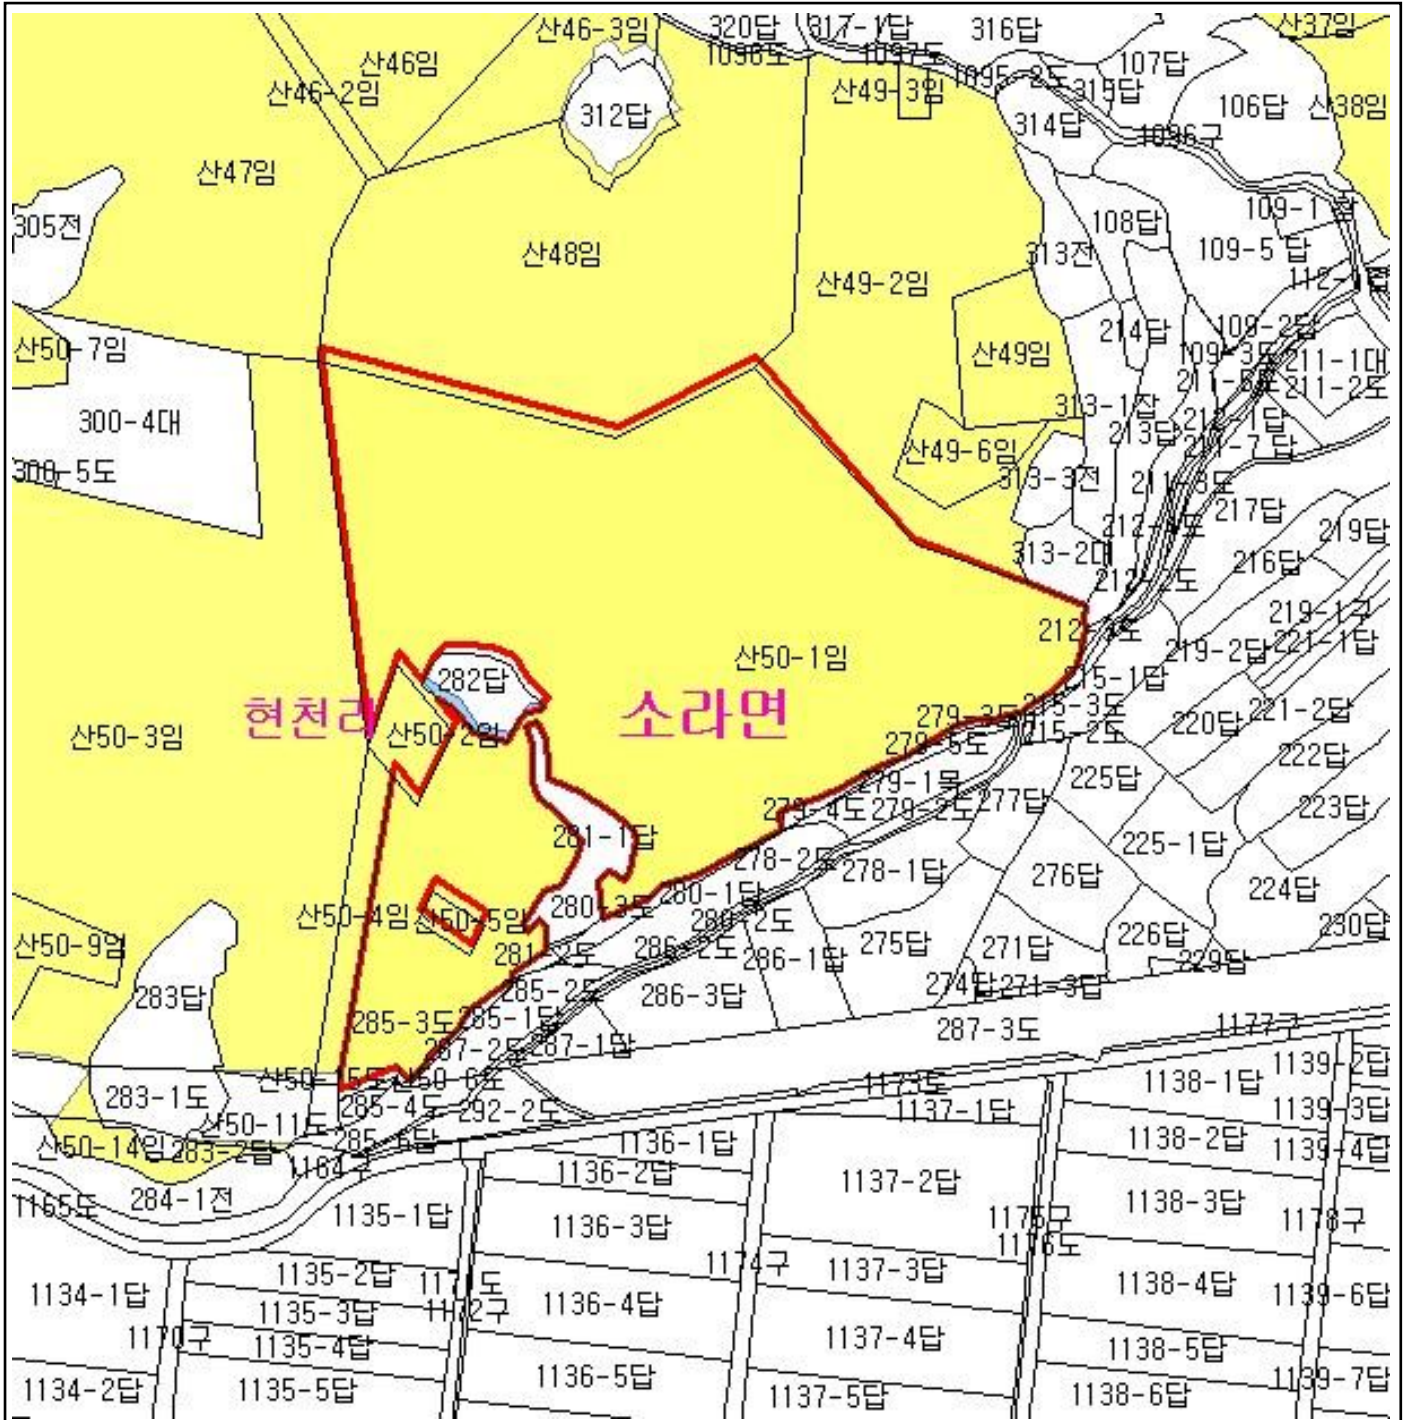 산46-3임
320답
317-1답
316답
산37임
산46임
1098도
1097도
107답
산46-2임
산49-3임
1095-2도
315답
312답
106답
산38임
314답
1096구
산47임
305전
108답
109-1
산48임
313전
109-5 답
산49-2임
112-1
214답
109-2답
산50-7임
산49임
109-3도
211-1대
211-2도
300-4대
313-1잡
212-1답
213답
211-7 답
산49-6임
300-5도
313-3전
211-3도
217답
212-4도
219답
313-2대
216답
219-1구
산50-1임
219-2답
221-1답
282답
215-1답
현천리
소라면
279-3도
215-3도
220답
221-2답
산50-3임
산50-2임
279-5도
215-2도
222답
279-1목
225답
279-4도
279-2도
277답
223답
281-1답
225-1답
278-2도
278-1답
276답
224답
280-1답
산50-4임
산50-5임
280-3도
280-2도
230답
산50-9임
281-2도
286-2도
286-1답
275답
271답
226답
229답
283답
285-2도
286-3답
274답
271-3답
285-3도
285-1답
287-3도
1177구
287-2도
287-1답
1139-2답
산50-15도
산50-6도
1173도
1138-1답
283-1도
285-4도
292-2도
1137-1답
1139-3답
산50-11도
285-6답
1136-1답
1138-2답
산50-14임
283-2답
1164구
1136-2답
1139-4답
1165도
284-1전
1137-2답
1138-3답
1135-1답
1136-3답
1175구
1178구
1176도
1135-2답
1174구
1137-3답
1138-4답
1134-1답
1135-3답
1136-4답
1139-6답
1170구
1135-4답
1137-4답
1138-5답
1134-2답
1135-5답
1136-5답
1137-5답
1138-6답
1139-7답